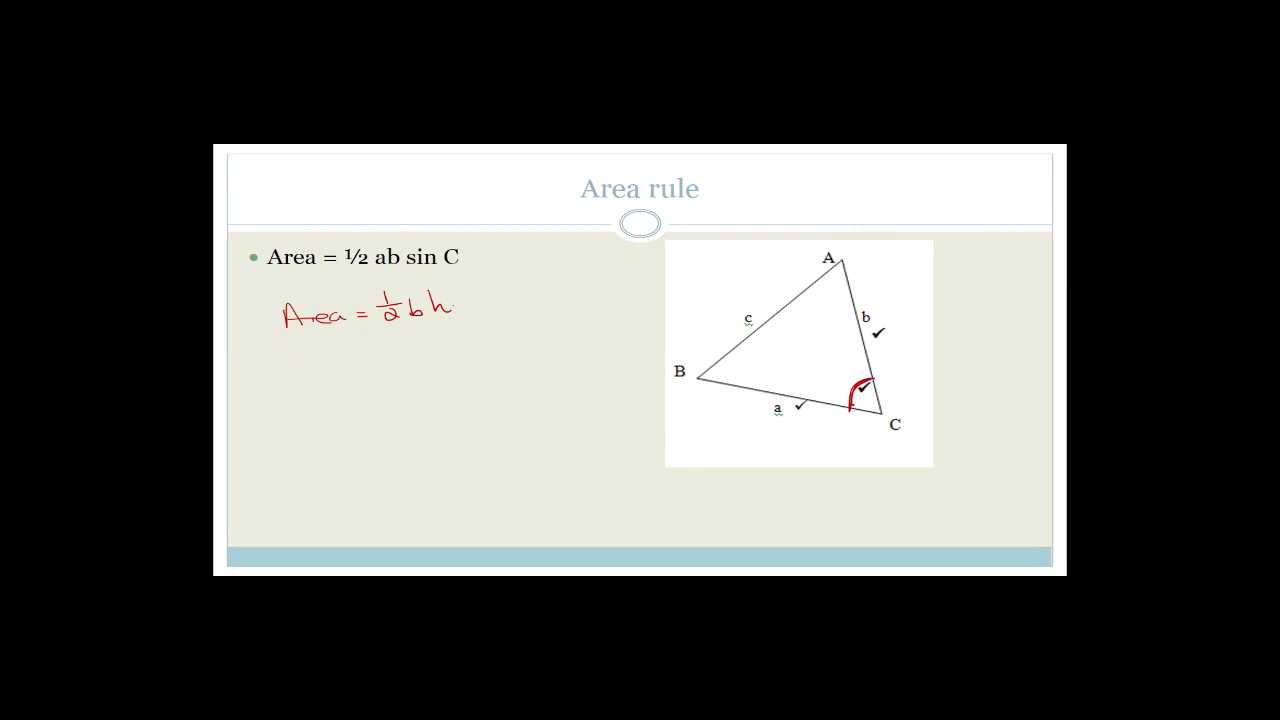 Area rule
Area = ½ ab sin C
Area = 1/2 b h
A
c
b ✓
B
✓
a ✓
C